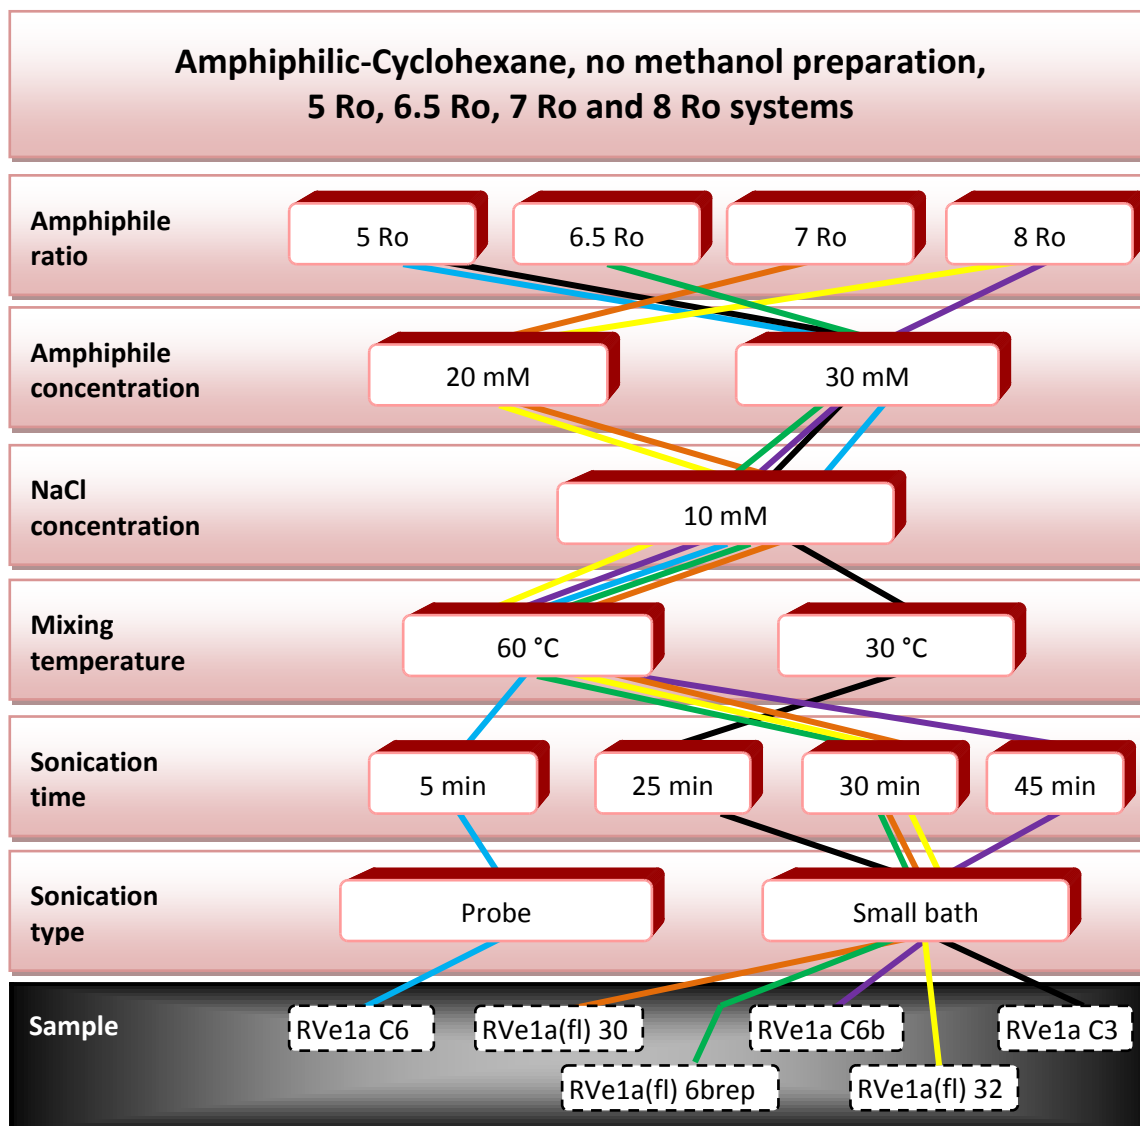 Amphiphilic-Cyclohexane, no methanol preparation,
5 Ro, 6.5 Ro, 7 Ro and 8 Ro systems
Amphiphile
ratio
5 Ro
6.5 Ro
7 Ro
8 Ro
Amphiphile
concentration
20 mM
30 mM
NaCl
concentration
10 mM
Mixing
temperature
60 °C
30 °C
Sonication
time
5 min
25 min
30 min
45 min
Sonication
type
Probe
Small bath
Sample
RVe1a C6
RVe1a(fl) 30
RVe1a C6b
RVe1a C3
RVe1a(fl) 6brep
RVe1a(fl) 32